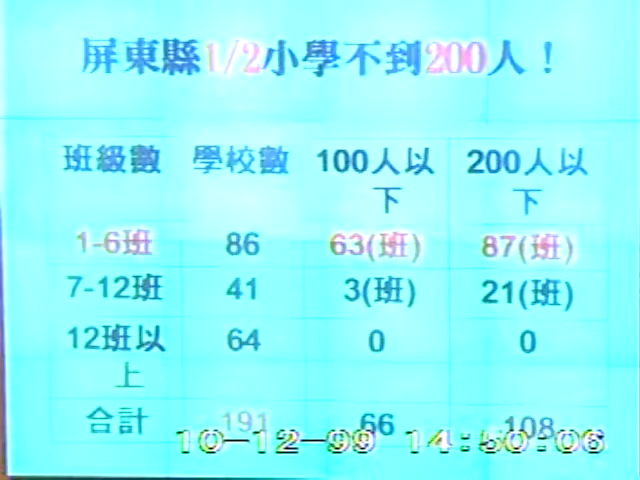 屏東縣1/2小學不到200人！
班級數 學校數 100人以下 200人以下
1-6班 86 63(班) 87(班)
7-12班 41 3(班) 21(班)
12班以上 64 0 0
合計 191 66 108
10-12-99 14:50:06